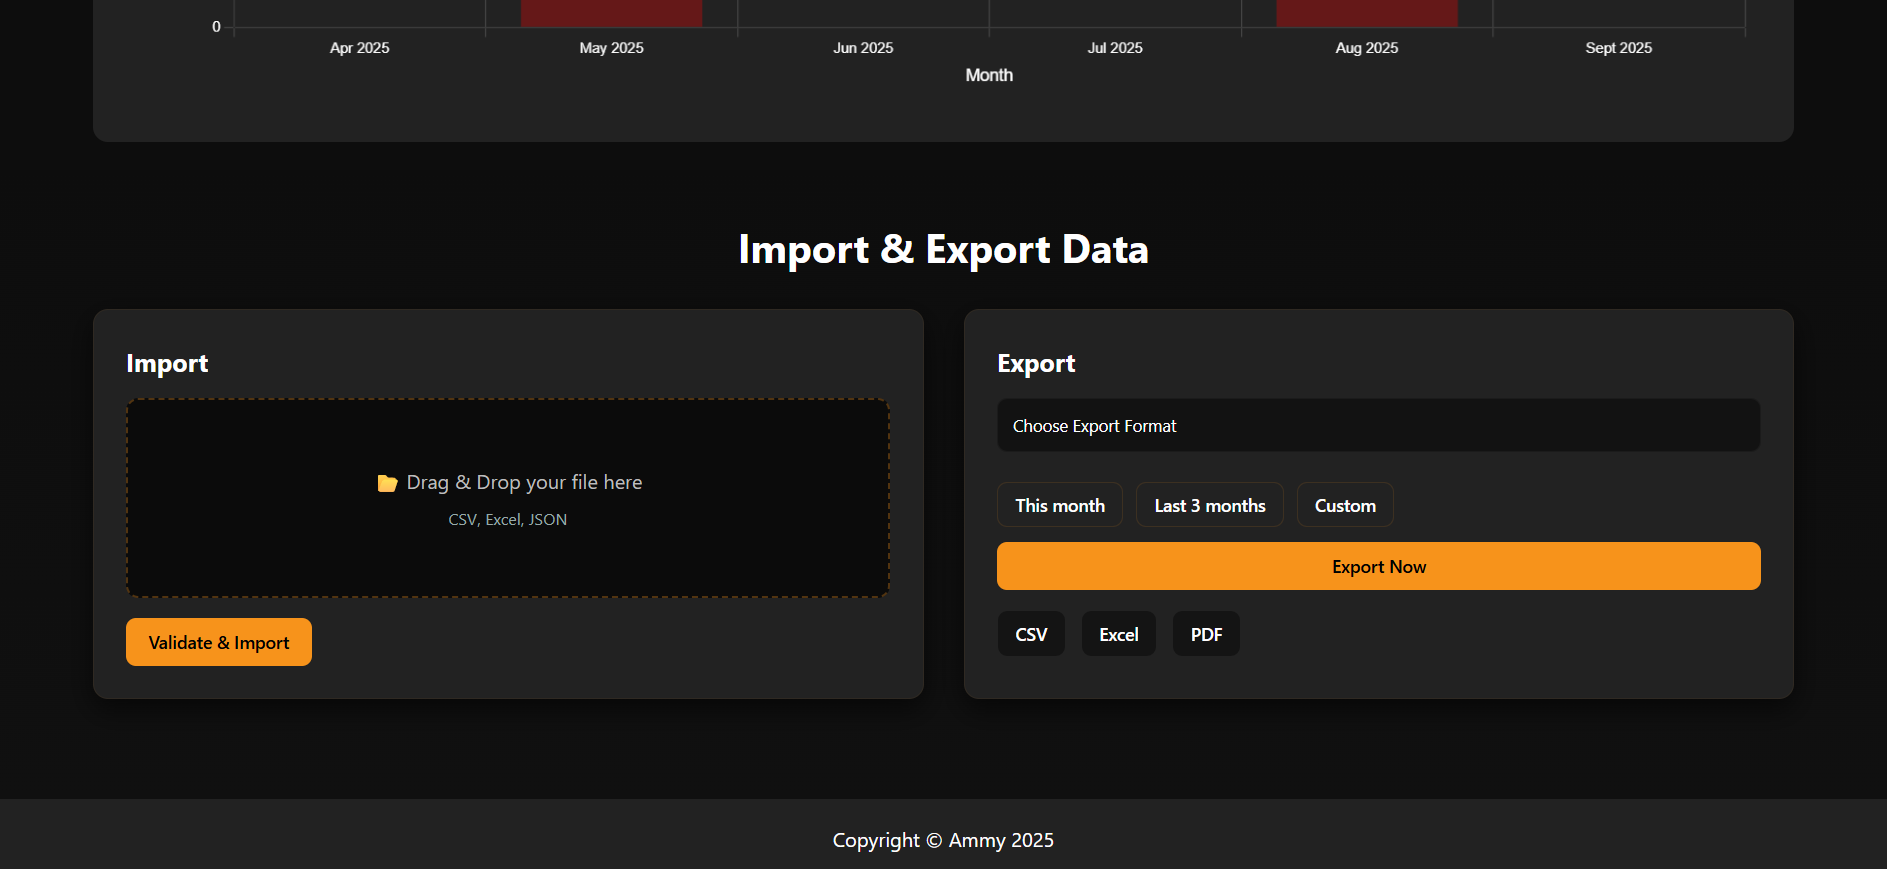 0
Apr 2025 May 2025 Jun 2025 Jul 2025 Aug 2025 Sept 2025
Month
Import & Export Data
Import
📂 Drag & Drop your file here
CSV, Excel, JSON
Validate & Import
Export
Choose Export Format
This month Last 3 months Custom
Export Now
CSV Excel PDF
Copyright © Ammy 2025